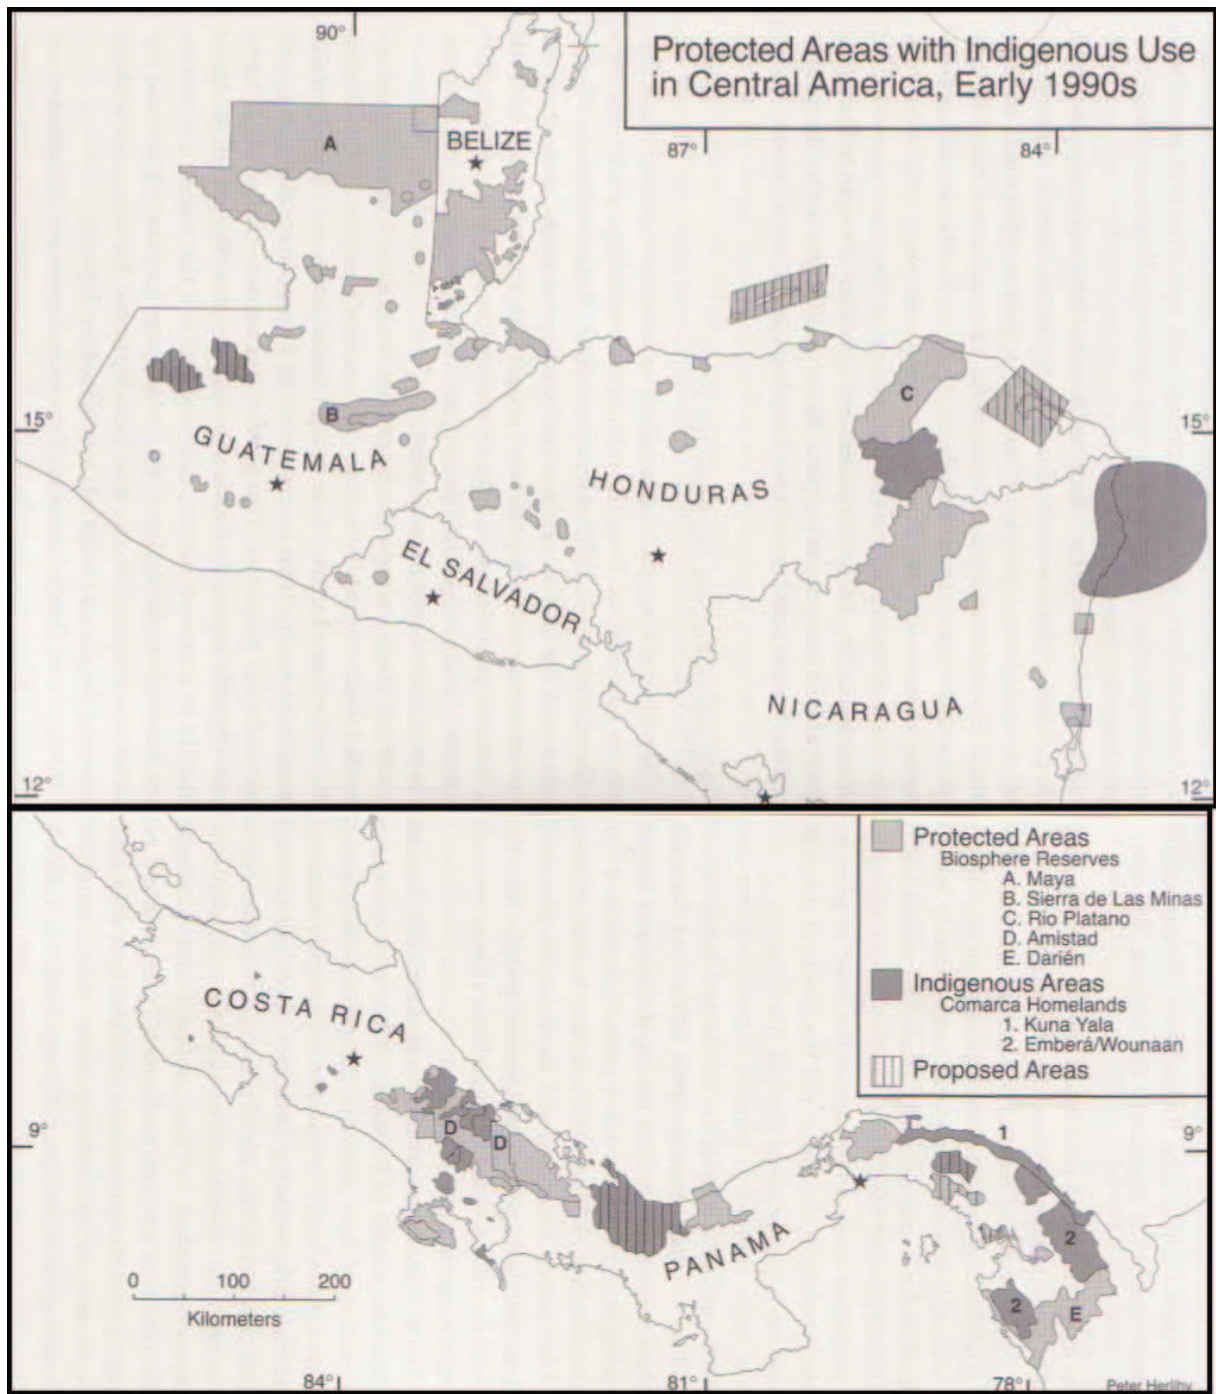 90°
Protected Areas with Indigenous Use
in Central America, Early 1990s
87°
84°
A
BELIZE
C
B
15°
15°
GUATEMALA
HONDURAS
EL SALVADOR
NICARAGUA
12°
12°
Protected Areas
Biosphere Reserves
A. Maya
B. Sierra de Las Minas
C. Rio Platano
D. Amistad
E. Darién
Indigenous Areas
Comarca Homelands
1. Kuna Yala
2. Emberá/Wounaan
Proposed Areas
COSTA RICA
9°
D
D
1
9°
2
PANAMA
0 100 200
Kilometers
2
E
84°
81°
78°
Peter Herlihy